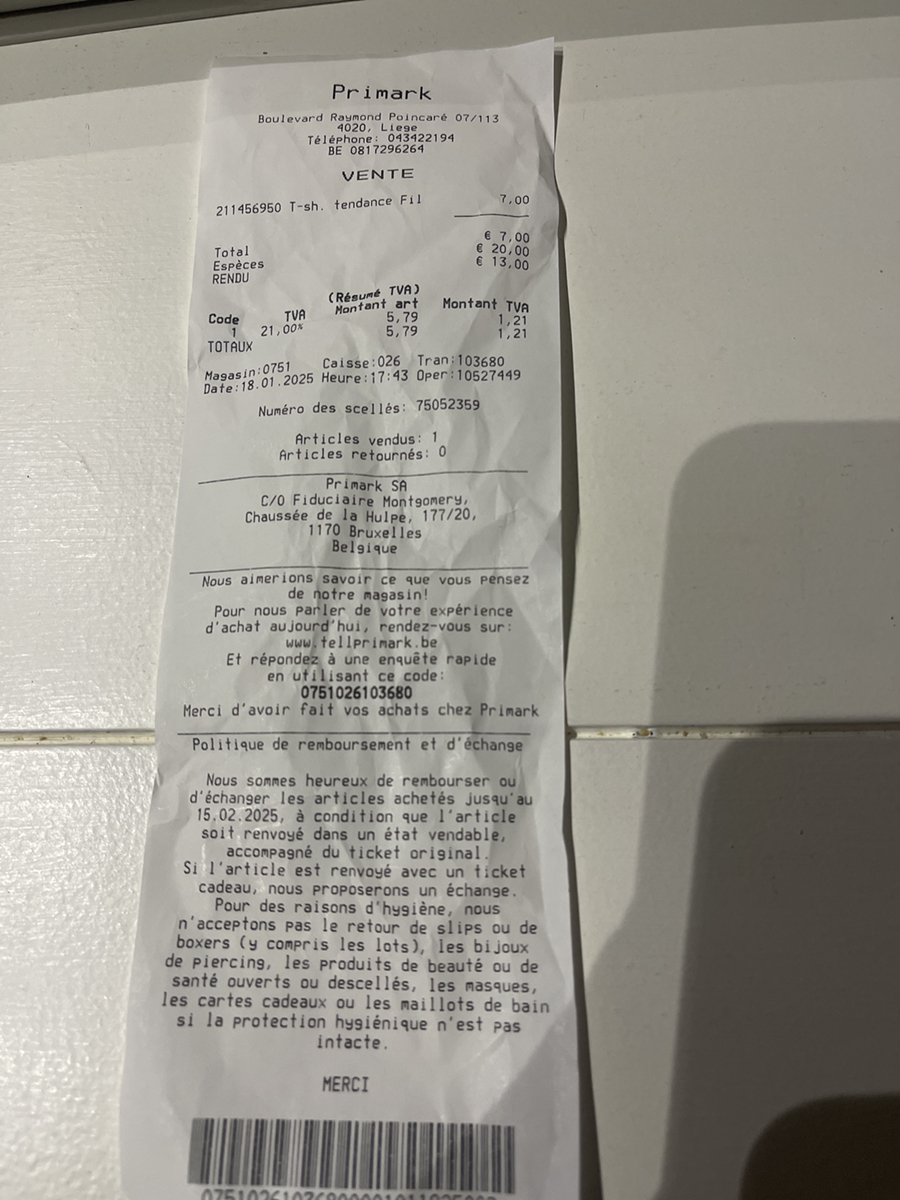 Primark
Boulevard Raymond Poincaré 07/113
4020, Liege
Téléphone: 043422194
BE 0817296264
VENTE
211456950 T-sh. tendance Fil 7,00
Total € 7,00
Espèces € 20,00
RENDU € 13,00
(Résumé TVA)
Code TVA Montant art Montant TVA
1 21,00% 5,79 1,21
TOTAUX 5,79 1,21
Magasin:0751 Caisse:026 Tran:103680
Date:18.01.2025 Heure:17:43 Oper:10527449
Numéro des scellés: 75052359
Articles vendus: 1
Articles retournés: 0
Primark SA
C/O Fiduciaire Montgomery,
Chaussée de la Hulpe, 177/20,
1170 Bruxelles
Belgique
Nous aimerions savoir ce que vous pensez
de notre magasin!
Pour nous parler de votre expérience
d'achat aujourd'hui, rendez-vous sur:
www.tellprimark.be
Et répondez à une enquête rapide
en utilisant ce code:
0751026103680
Merci d'avoir fait vos achats chez Primark
Politique de remboursement et d'échange
Nous sommes heureux de rembourser ou
d'échanger les articles achetés jusqu'au
15.02.2025, à condition que l'article
soit renvoyé dans un état vendable,
accompagné du ticket original.
Si l'article est renvoyé avec un ticket
cadeau, nous proposerons un échange.
Pour des raisons d'hygiène, nous
n'acceptons pas le retour de slips ou de
boxers (y compris les lots), les bijoux
de piercing, les produits de beauté ou de
santé ouverts ou descellés, les masques,
les cartes cadeaux ou les maillots de bain
si la protection hygiénique n'est pas
intacte.
MERCI